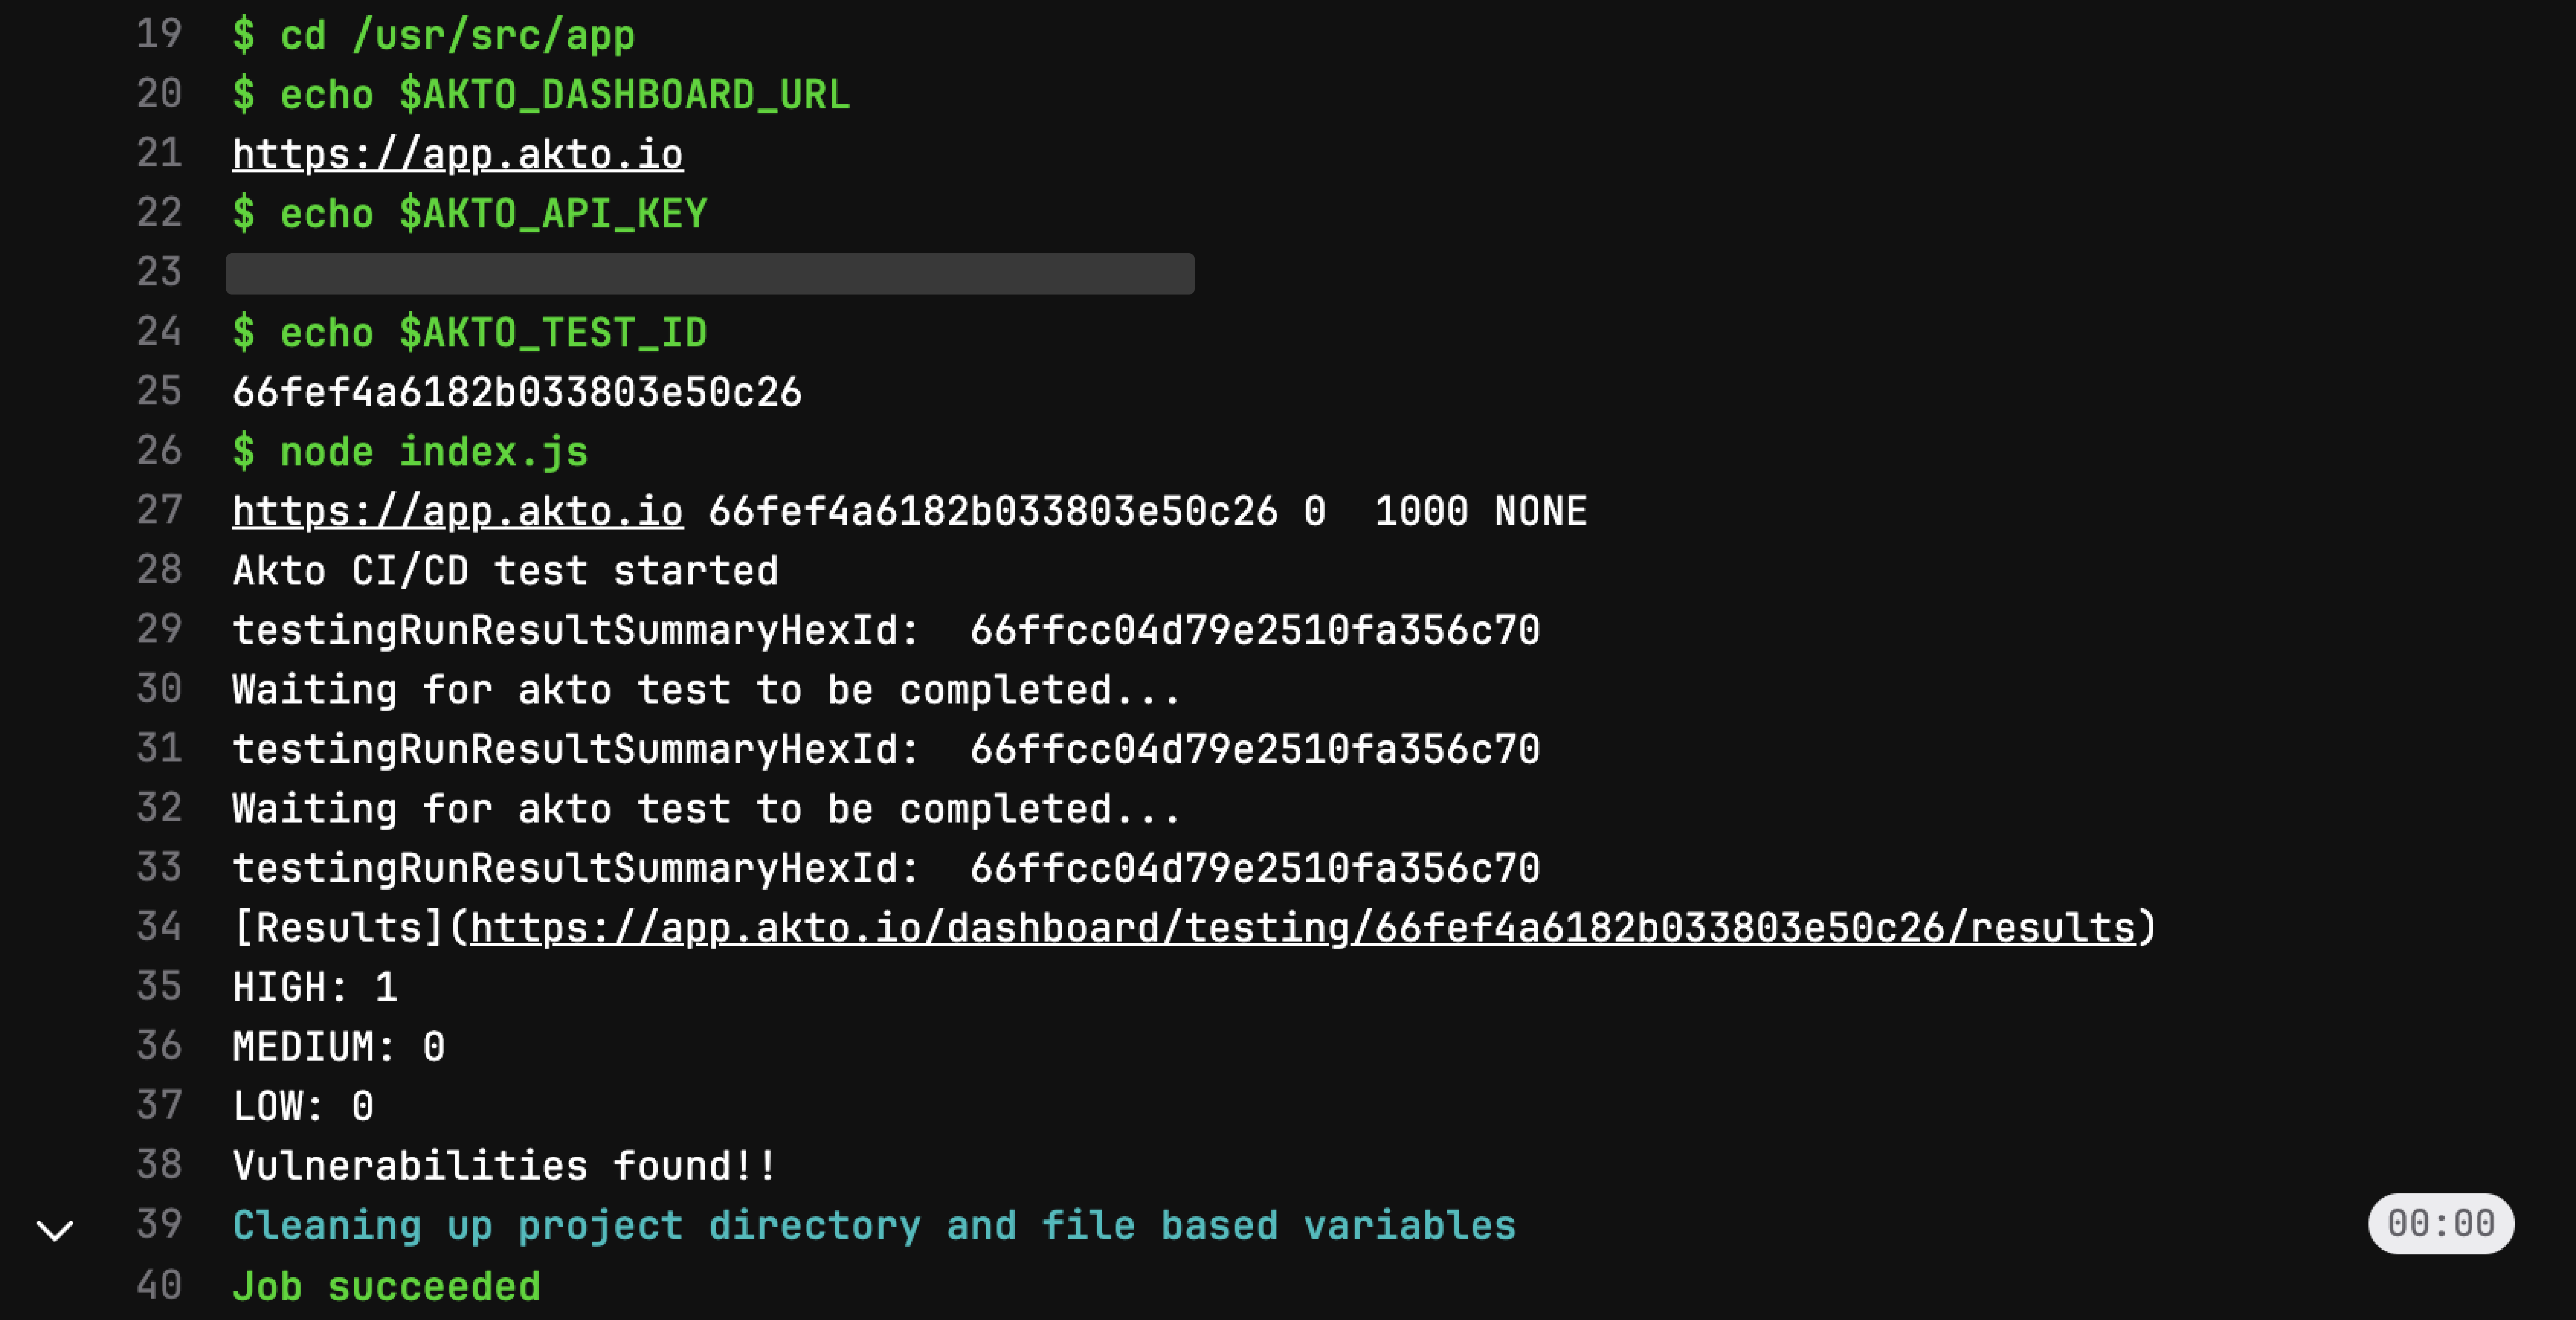 19 $ cd /usr/src/app
20 $ echo $AKTO_DASHBOARD_URL
21 https://app.akto.io
22 $ echo $AKTO_API_KEY
23
24 $ echo $AKTO_TEST_ID
25 66fef4a6182b033803e50c26
26 $ node index.js
27 https://app.akto.io 66fef4a6182b033803e50c26 0  1000 NONE
28 Akto CI/CD test started
29 testingRunResultSummaryHexId:  66ffcc04d79e2510fa356c70
30 Waiting for akto test to be completed...
31 testingRunResultSummaryHexId:  66ffcc04d79e2510fa356c70
32 Waiting for akto test to be completed...
33 testingRunResultSummaryHexId:  66ffcc04d79e2510fa356c70
34 [Results](https://app.akto.io/dashboard/testing/66fef4a6182b033803e50c26/results)
35 HIGH: 1
36 MEDIUM: 0
37 LOW: 0
38 Vulnerabilities found!!
39 Cleaning up project directory and file based variables 00:00
40 Job succeeded